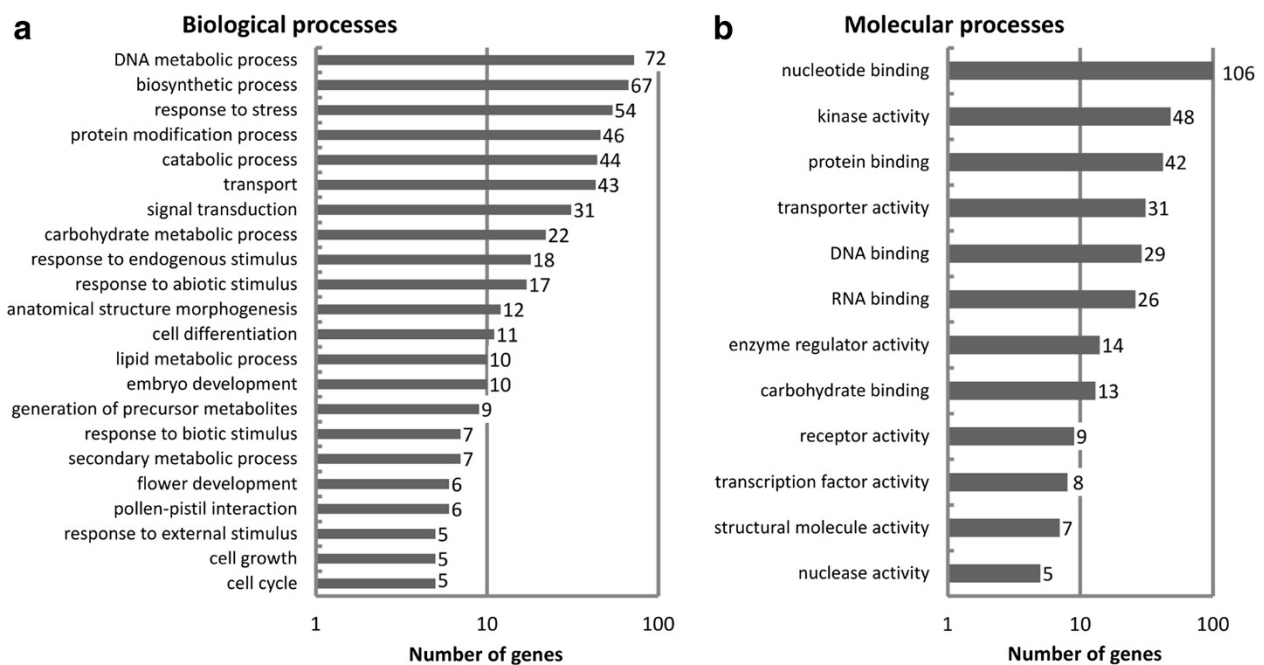 a Biological processes
DNA metabolic process 72
biosynthetic process 67
response to stress 54
protein modification process 46
catabolic process 44
transport 43
signal transduction 31
carbohydrate metabolic process 22
response to endogenous stimulus 18
response to abiotic stimulus 17
anatomical structure morphogenesis 12
cell differentiation 11
lipid metabolic process 10
embryo development 10
generation of precursor metabolites 9
response to biotic stimulus 7
secondary metabolic process 7
flower development 6
pollen-pistil interaction 6
response to external stimulus 5
cell growth 5
cell cycle 5
1 10 100
Number of genes
b Molecular processes
nucleotide binding 106
kinase activity 48
protein binding 42
transporter activity 31
DNA binding 29
RNA binding 26
enzyme regulator activity 14
carbohydrate binding 13
receptor activity 9
transcription factor activity 8
structural molecule activity 7
nuclease activity 5
1 10 100
Number of genes